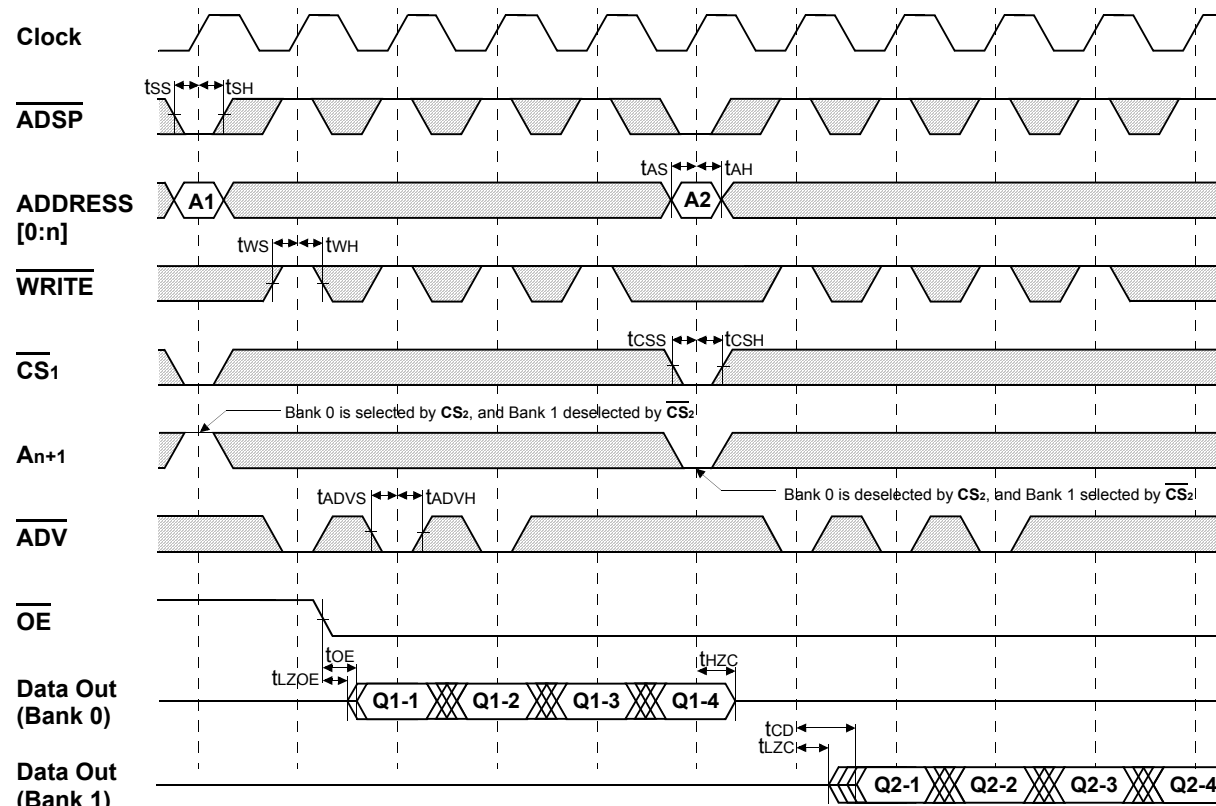 Clock
tSS
tSH
ADSP
ADDRESS
[0:n]
A1
tAS
tAH
A2
tWS
tWH
WRITE
tCSS
tCSH
CS1
Bank 0 is selected by CS2, and Bank 1 deselected by CS2
An+1
Bank 0 is deselected by CS2, and Bank 1 selected by CS2
tADVS
tADVH
ADV
OE
tOE
tLZOE
tHZC
Data Out
(Bank 0)
Q1-1
Q1-2
Q1-3
Q1-4
tCD
tLZC
Data Out
(Bank 1)
Q2-1
Q2-2
Q2-3
Q2-4